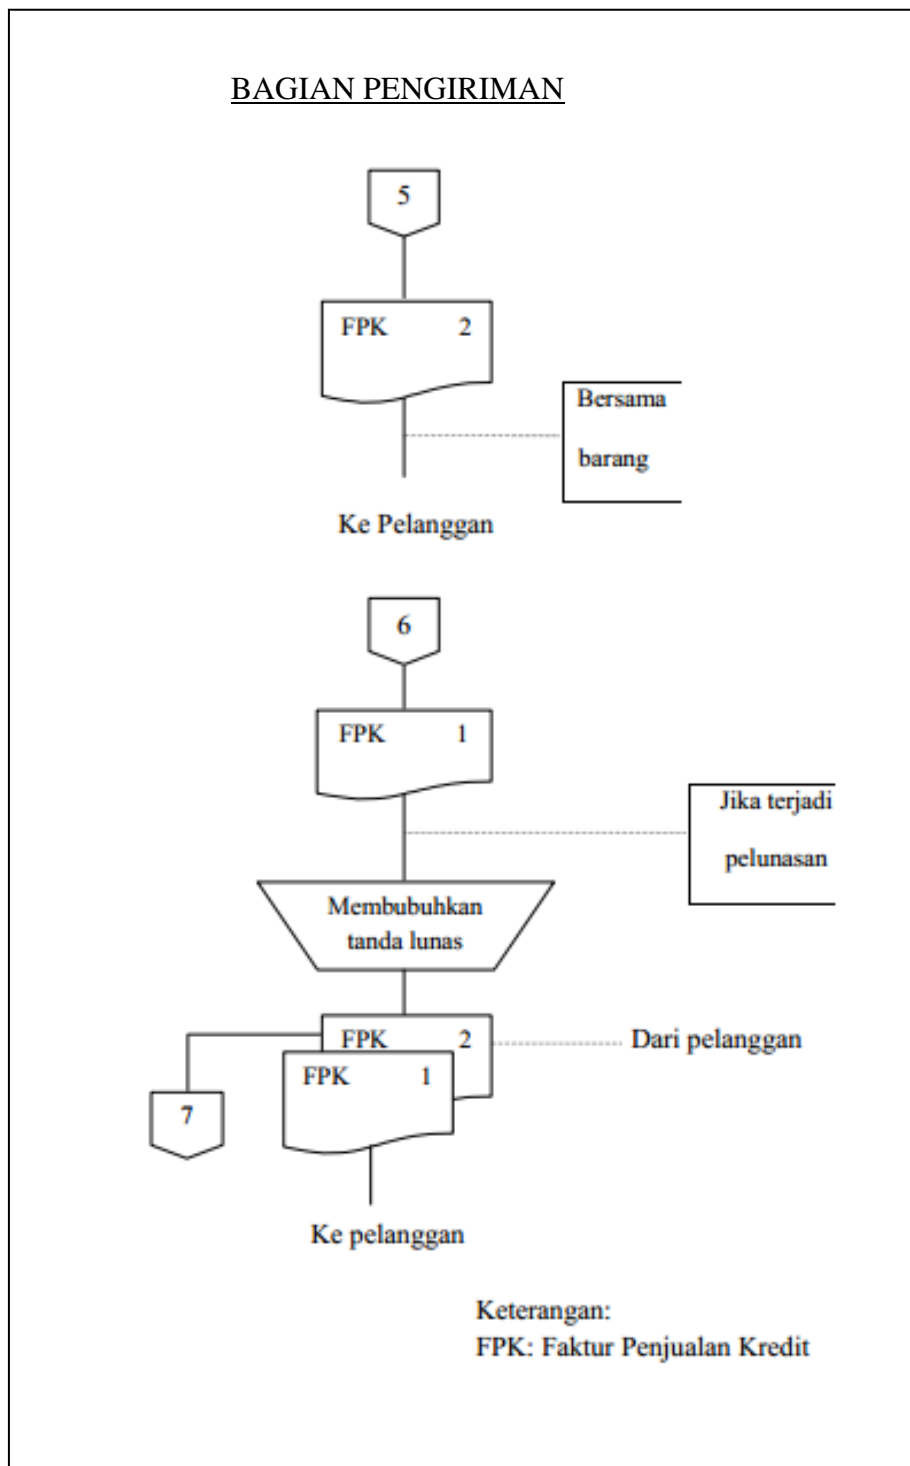 BAGIAN PENGIRIMAN
5
FPK 2
Bersama
barang
Ke Pelanggan
6
FPK 1
Jika terjadi
pelunasan
Membubuhkan
tanda lunas
FPK 2
Dari pelanggan
FPK 1
7
Ke pelanggan
Keterangan:
FPK: Faktur Penjualan Kredit